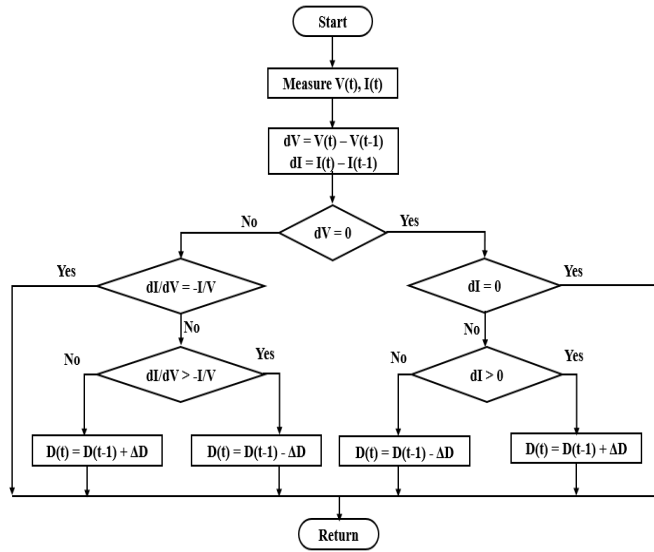 Start
Measure V(t), I(t)
dV = V(t) – V(t-1)
dI = I(t) – I(t-1)
No
Yes
dV = 0
Yes
dI/dV = -I/V
dI = 0
Yes
No
No
No
dI/dV > -I/V
Yes
No
dI > 0
Yes
D(t) = D(t-1) + ΔD
D(t) = D(t-1) - ΔD
D(t) = D(t-1) - ΔD
D(t) = D(t-1) + ΔD
Return